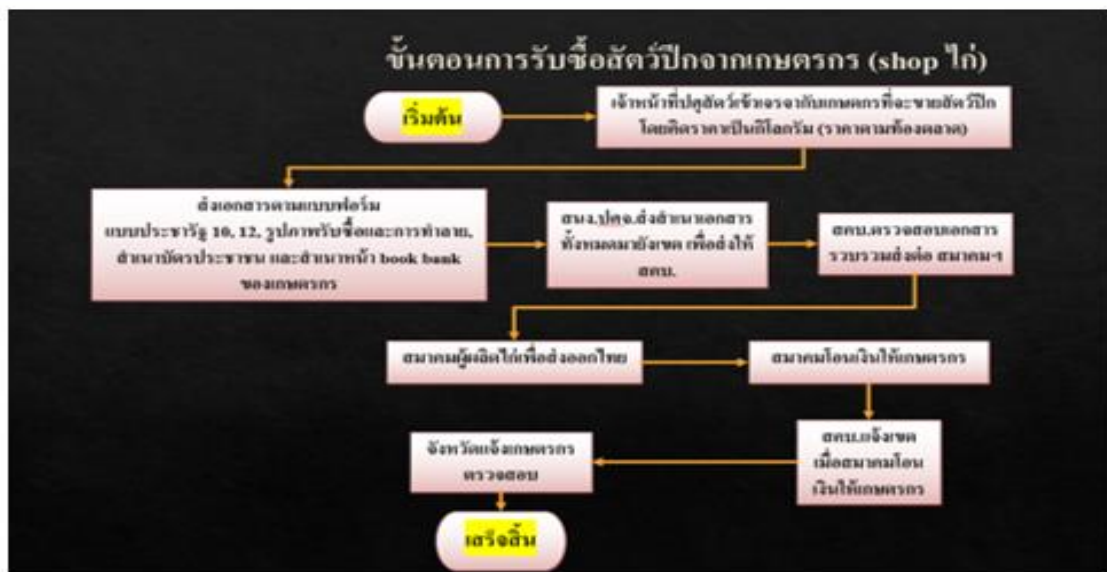 ขั้นตอนการรับซื้อสัตว์ปีกจากเกษตรกร (shop ไก่)
เริ่มต้น
เจ้าหน้าที่ปศุสัตว์เข้าเจรจากับเกษตกรที่จะขายสัตว์ปีก
โดยคิดราคาเป็นกิโลกรัม (ราคาตามท้องตลาด)
ส่งเอกสารตามแบบฟอร์ม
แบบประชารัฐ 10, 12, รูปภาพรับซื้อและการทำลาย,
สำเนาบัตรประชาชน และสำเนาหน้า book bank
ของเกษตรกร
สนง.ปศจ.ส่งสำเนาเอกสาร
ทั้งหมดมายังเขต เพื่อส่งให้
สคบ.
สคบ.ตรวจสอบเอกสาร
รวบรวมส่งต่อ สมาคมฯ
สมาคมผู้ผลิตไก่เพื่อส่งออกไทย
สมาคมโอนเงินให้เกษตรกร
สคบ.แจ้งเขต
เมื่อสมาคมโอน
เงินให้เกษตรกร
จังหวัดแจ้งเกษตรกร
ตรวจสอบ
เสร็จสิ้น